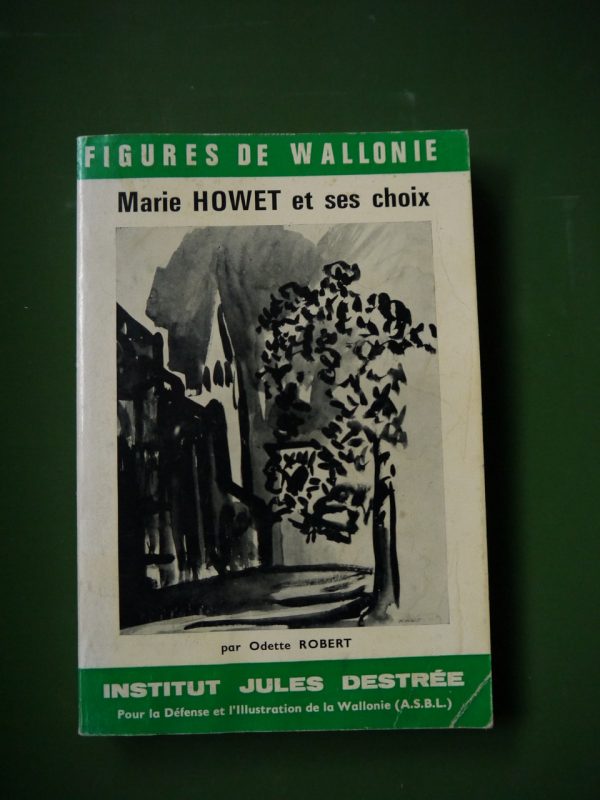 FIGURES DE WALLONIE
Marie HOWET et ses choix
par Odette ROBERT
INSTITUT JULES DESTRÉE
Pour la Défense et l'Illustration de la Wallonie (A.S.B.L.)